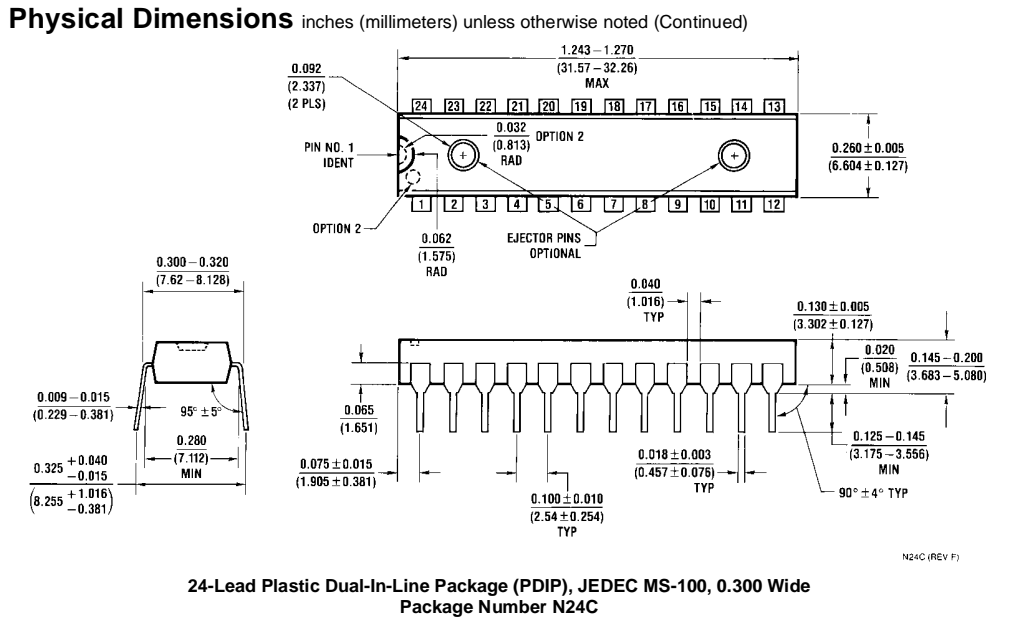 Physical Dimensions inches (millimeters) unless otherwise noted (Continued)
1.243 – 1.270
(31.57 – 32.26)
MAX
0.092
(2.337)
(2 PLS)
24 23 22 21 20 19 18 17 16 15 14 13
0.032
(0.813)
RAD
OPTION 2
PIN NO. 1
IDENT
0.260 ± 0.005
(6.604 ± 0.127)
1 2 3 4 5 6 7 8 9 10 11 12
OPTION 2
0.062
(1.575)
RAD
EJECTOR PINS
OPTIONAL
0.300 – 0.320
(7.62 – 8.128)
0.040
(1.016)
TYP
0.130 ± 0.005
(3.302 ± 0.127)
0.020
(0.508)
MIN
0.145 – 0.200
(3.683 – 5.080)
0.009 – 0.015
(0.229 – 0.381)
95° ± 5°
0.065
(1.651)
0.280
(7.112)
MIN
0.325 +0.040
–0.015
(8.255 +1.016
–0.381)
0.075 ± 0.015
(1.905 ± 0.381)
0.018 ± 0.003
(0.457 ± 0.076)
TYP
0.125 – 0.145
(3.175 – 3.556)
MIN
90° ± 4° TYP
0.100 ± 0.010
(2.54 ± 0.254)
TYP
N24C (REV F)
24-Lead Plastic Dual-In-Line Package (PDIP), JEDEC MS-100, 0.300 Wide
Package Number N24C